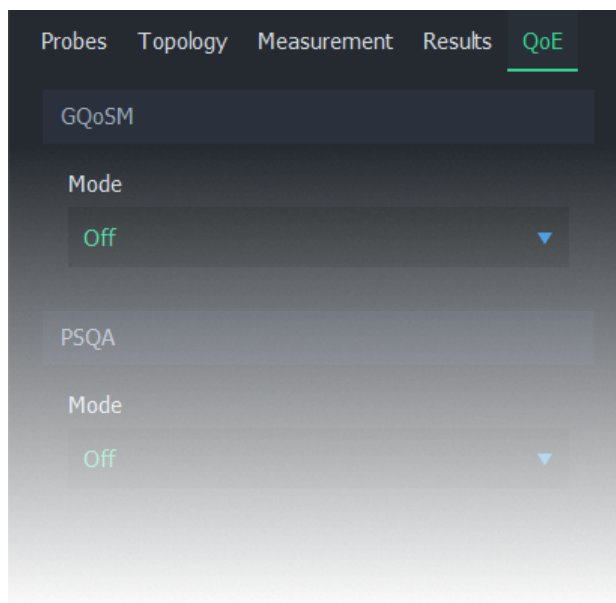 Probes Topology Measurement Results QoE
GQoSM
Mode
Off
PSQA
Mode
Off